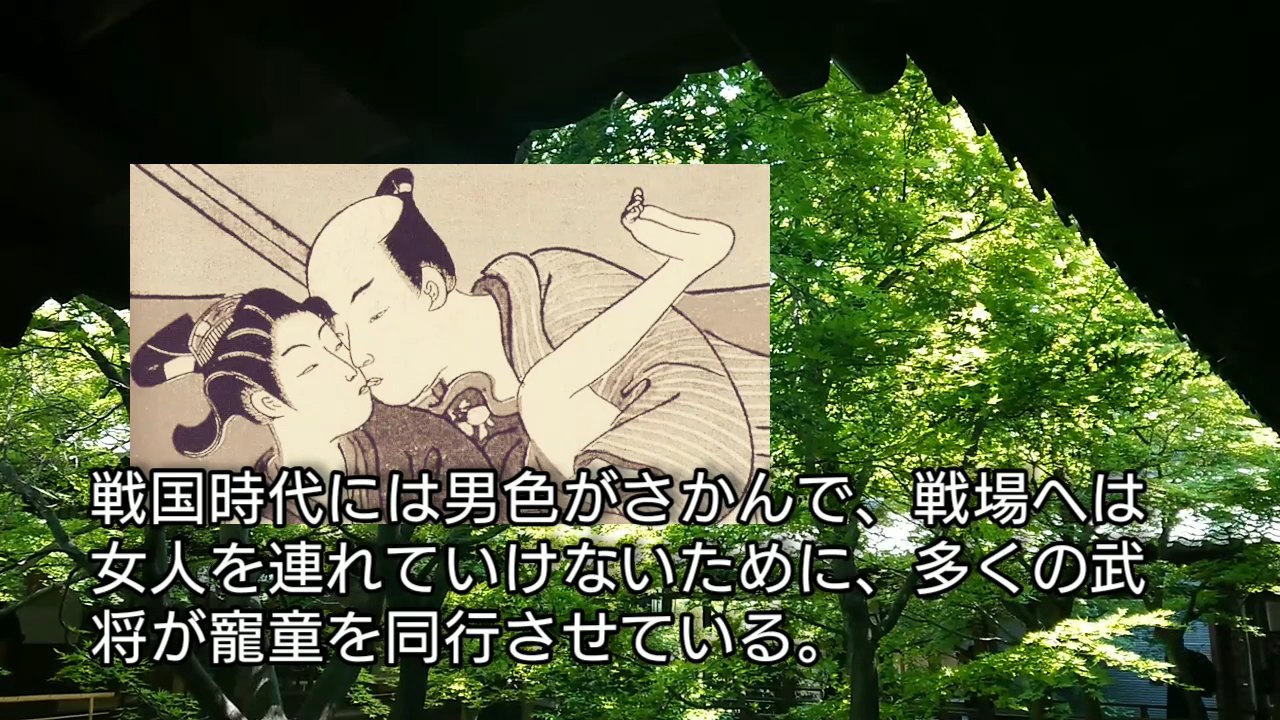 戦国時代には男色がさかんで、戦場へは
女人を連れていけないために、多くの武
将が寵童を同行させている。